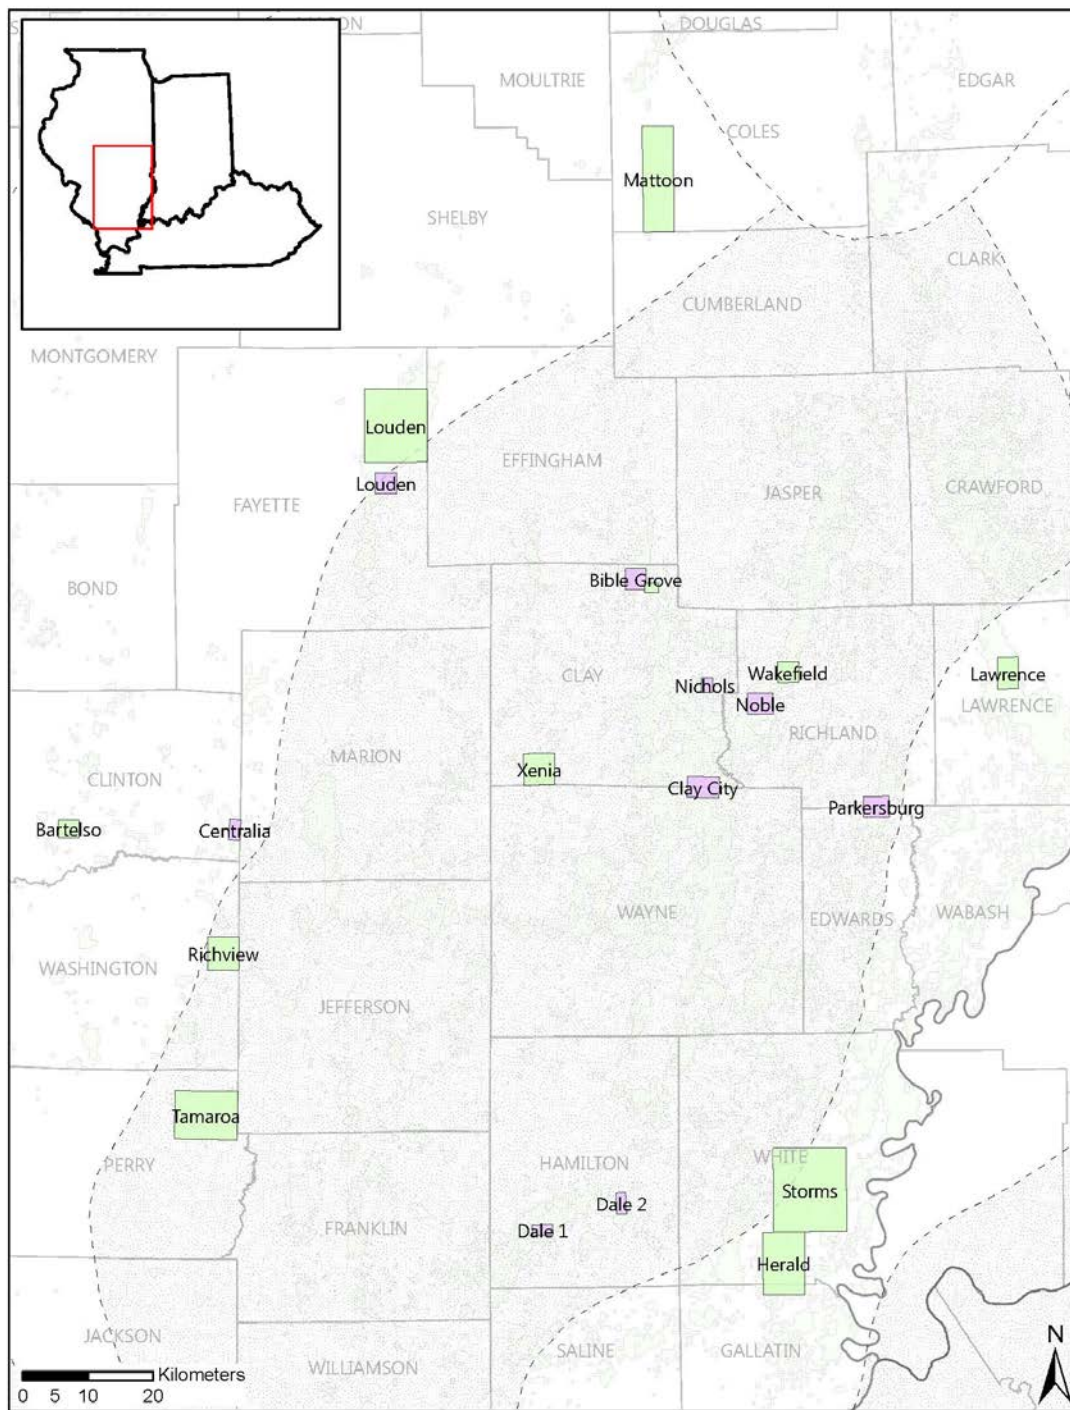 DOUGLAS
MOULTRIE
EDGAR
COLES
Mattoon
SHELBY
CLARK
CUMBERLAND
MONTGOMERY
Louden
EFFINGHAM
Louden
JASPER
CRAWFORD
FAYETTE
Bible Grove
BOND
CLAY
Nichols
Wakefield
Lawrence
Noble
LAWRENCE
RICHLAND
MARION
Xenia
CLINTON
Clay City
Parkersburg
Bartelso
Centralia
WAYNE
EDWARDS
WABASH
Richview
WASHINGTON
JEFFERSON
Tamaroa
PERRY
HAMILTON
WHITE
Storms
Dale 2
FRANKLIN
Dale 1
Herald
JACKSON
SALINE
GALLATIN
WILLIAMSON
N
Kilometers
0 5 10 20